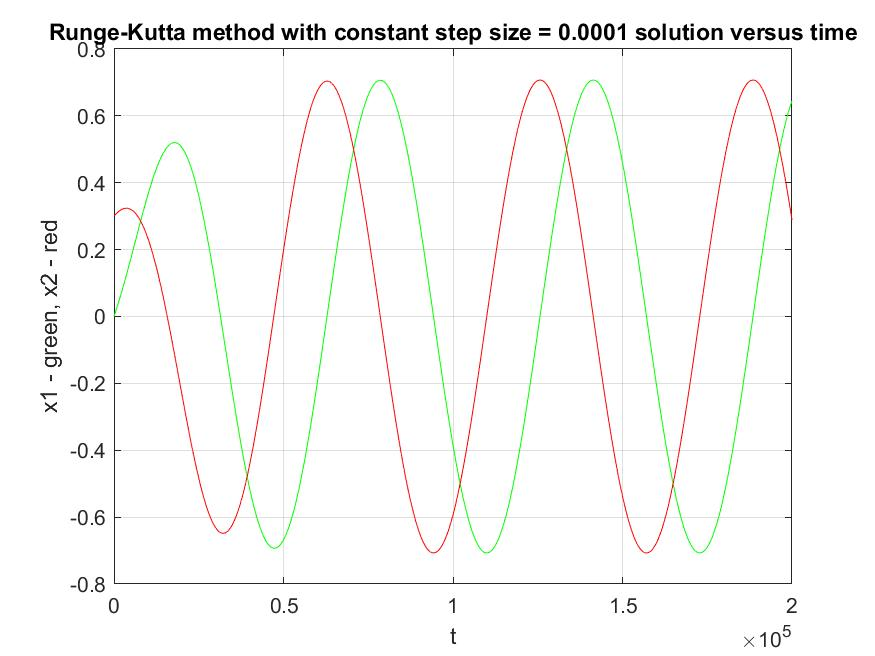 Runge-Kutta method with constant step size = 0.0001 solution versus time
0.8
0.6
0.4
0.2
0
-0.2
-0.4
-0.6
-0.8
x1 - green, x2 - red
0 0.5 1 1.5 2
t
×10⁵